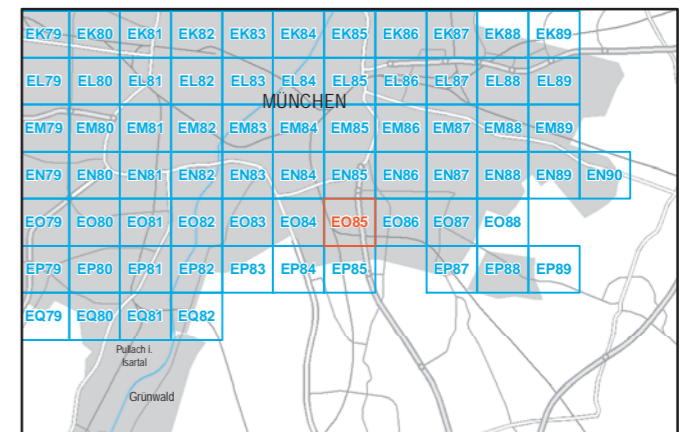 EK79 EK80 EK81 EK82 EK83 EK84 EK85 EK86 EK87 EK88 EK89
EL79 EL80 EL81 EL82 EL83 EL84 EL85 EL86 EL87 EL88 EL89
MÜNCHEN
EM79 EM80 EM81 EM82 EM83 EM84 EM85 EM86 EM87 EM88 EM89
EN79 EN80 EN81 EN82 EN83 EN84 EN85 EN86 EN87 EN88 EN89 EN90
EO79 EO80 EO81 EO82 EO83 EO84 EO85 EO86 EO87 EO88
EP79 EP80 EP81 EP82 EP83 EP84 EP85 EP87 EP88 EP89
EQ79 EQ80 EQ81 EQ82
Pullach i.
Isartal
Grünwald